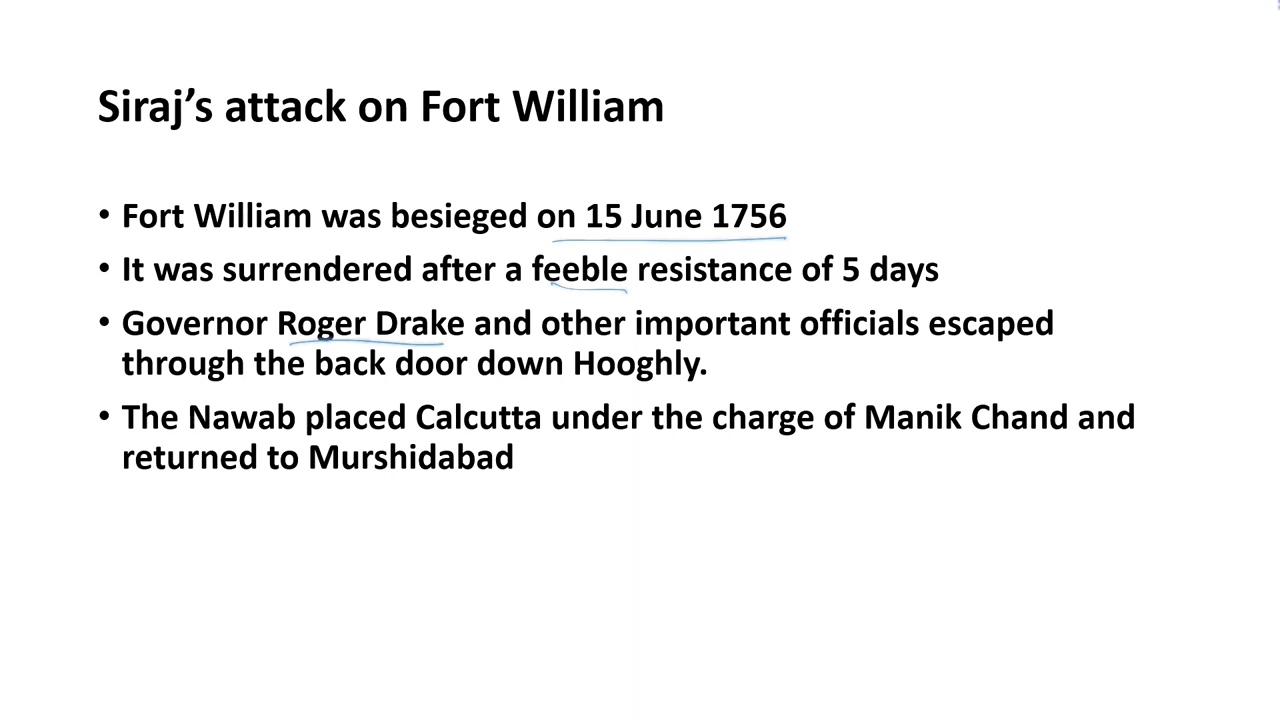 Siraj’s attack on Fort William
• Fort William was besieged on 15 June 1756
• It was surrendered after a feeble resistance of 5 days
• Governor Roger Drake and other important officials escaped
through the back door down Hooghly.
• The Nawab placed Calcutta under the charge of Manik Chand and
returned to Murshidabad